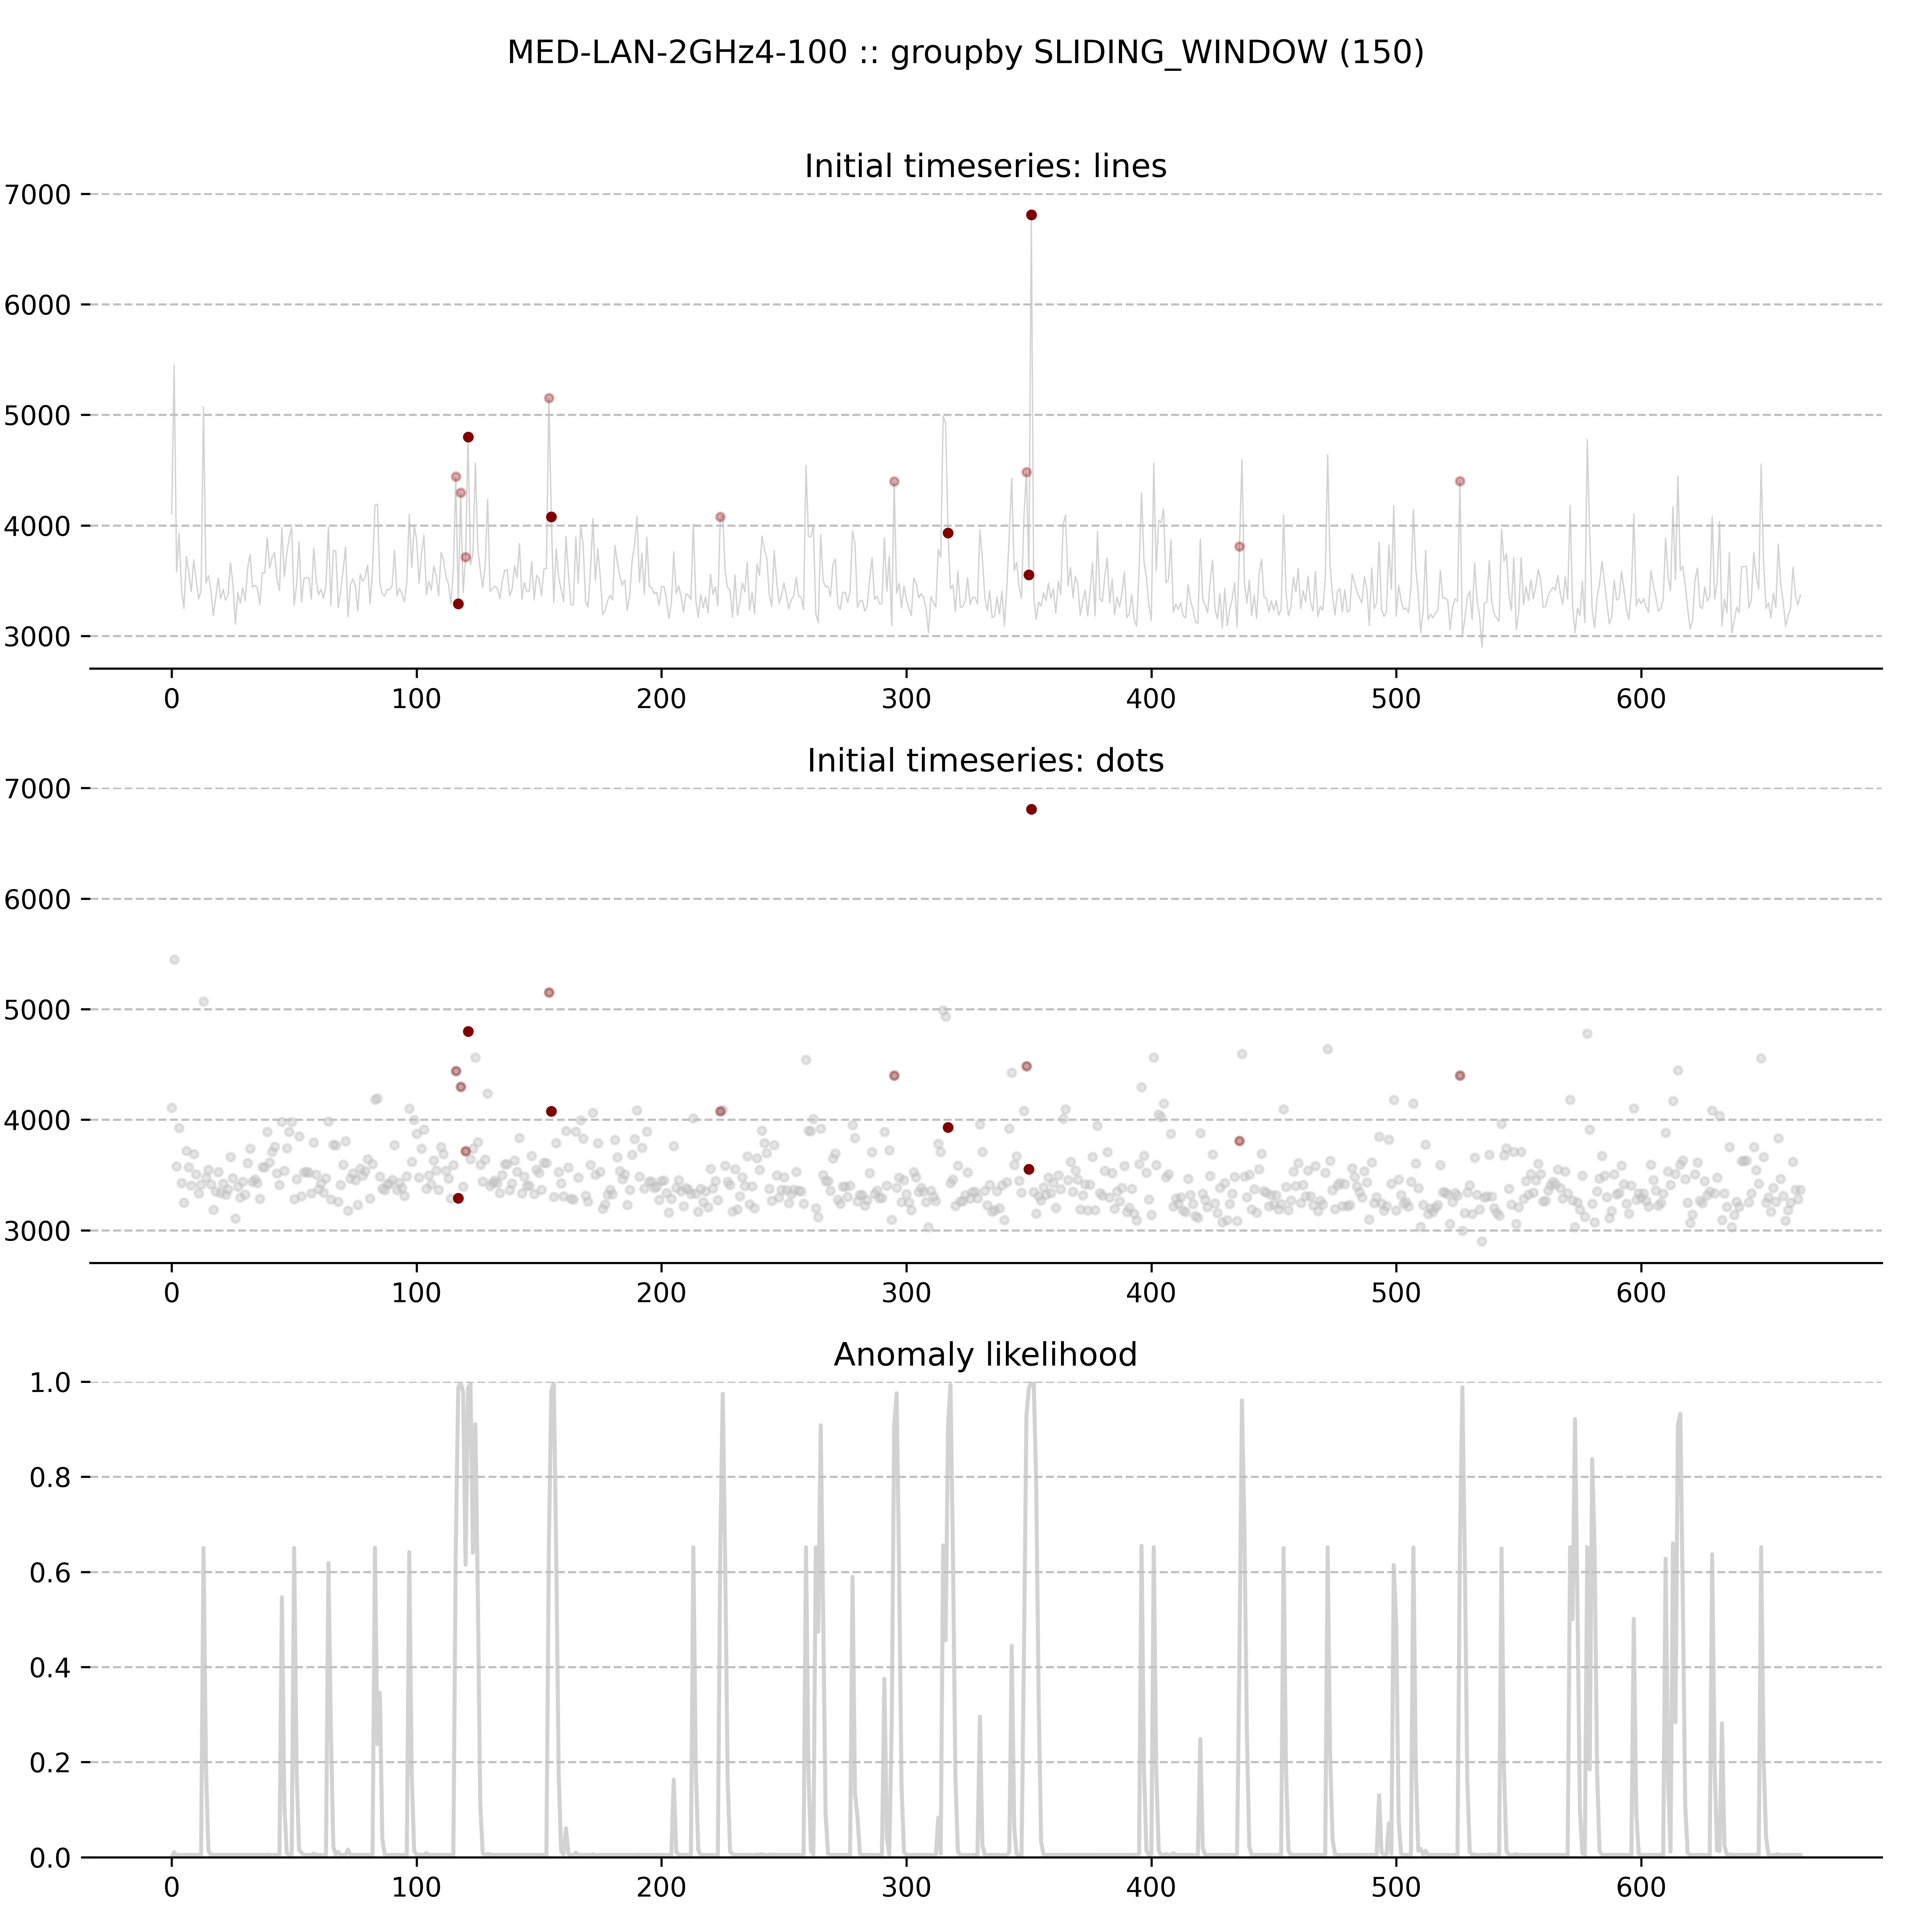 MED-LAN-2GHz4-100 :: groupby SLIDING_WINDOW (150)
Initial timeseries: lines
7000
6000
5000
4000
3000
0 100 200 300 400 500 600
Initial timeseries: dots
7000
6000
5000
4000
3000
0 100 200 300 400 500 600
Anomaly likelihood
1.0
0.8
0.6
0.4
0.2
0.0
0 100 200 300 400 500 600